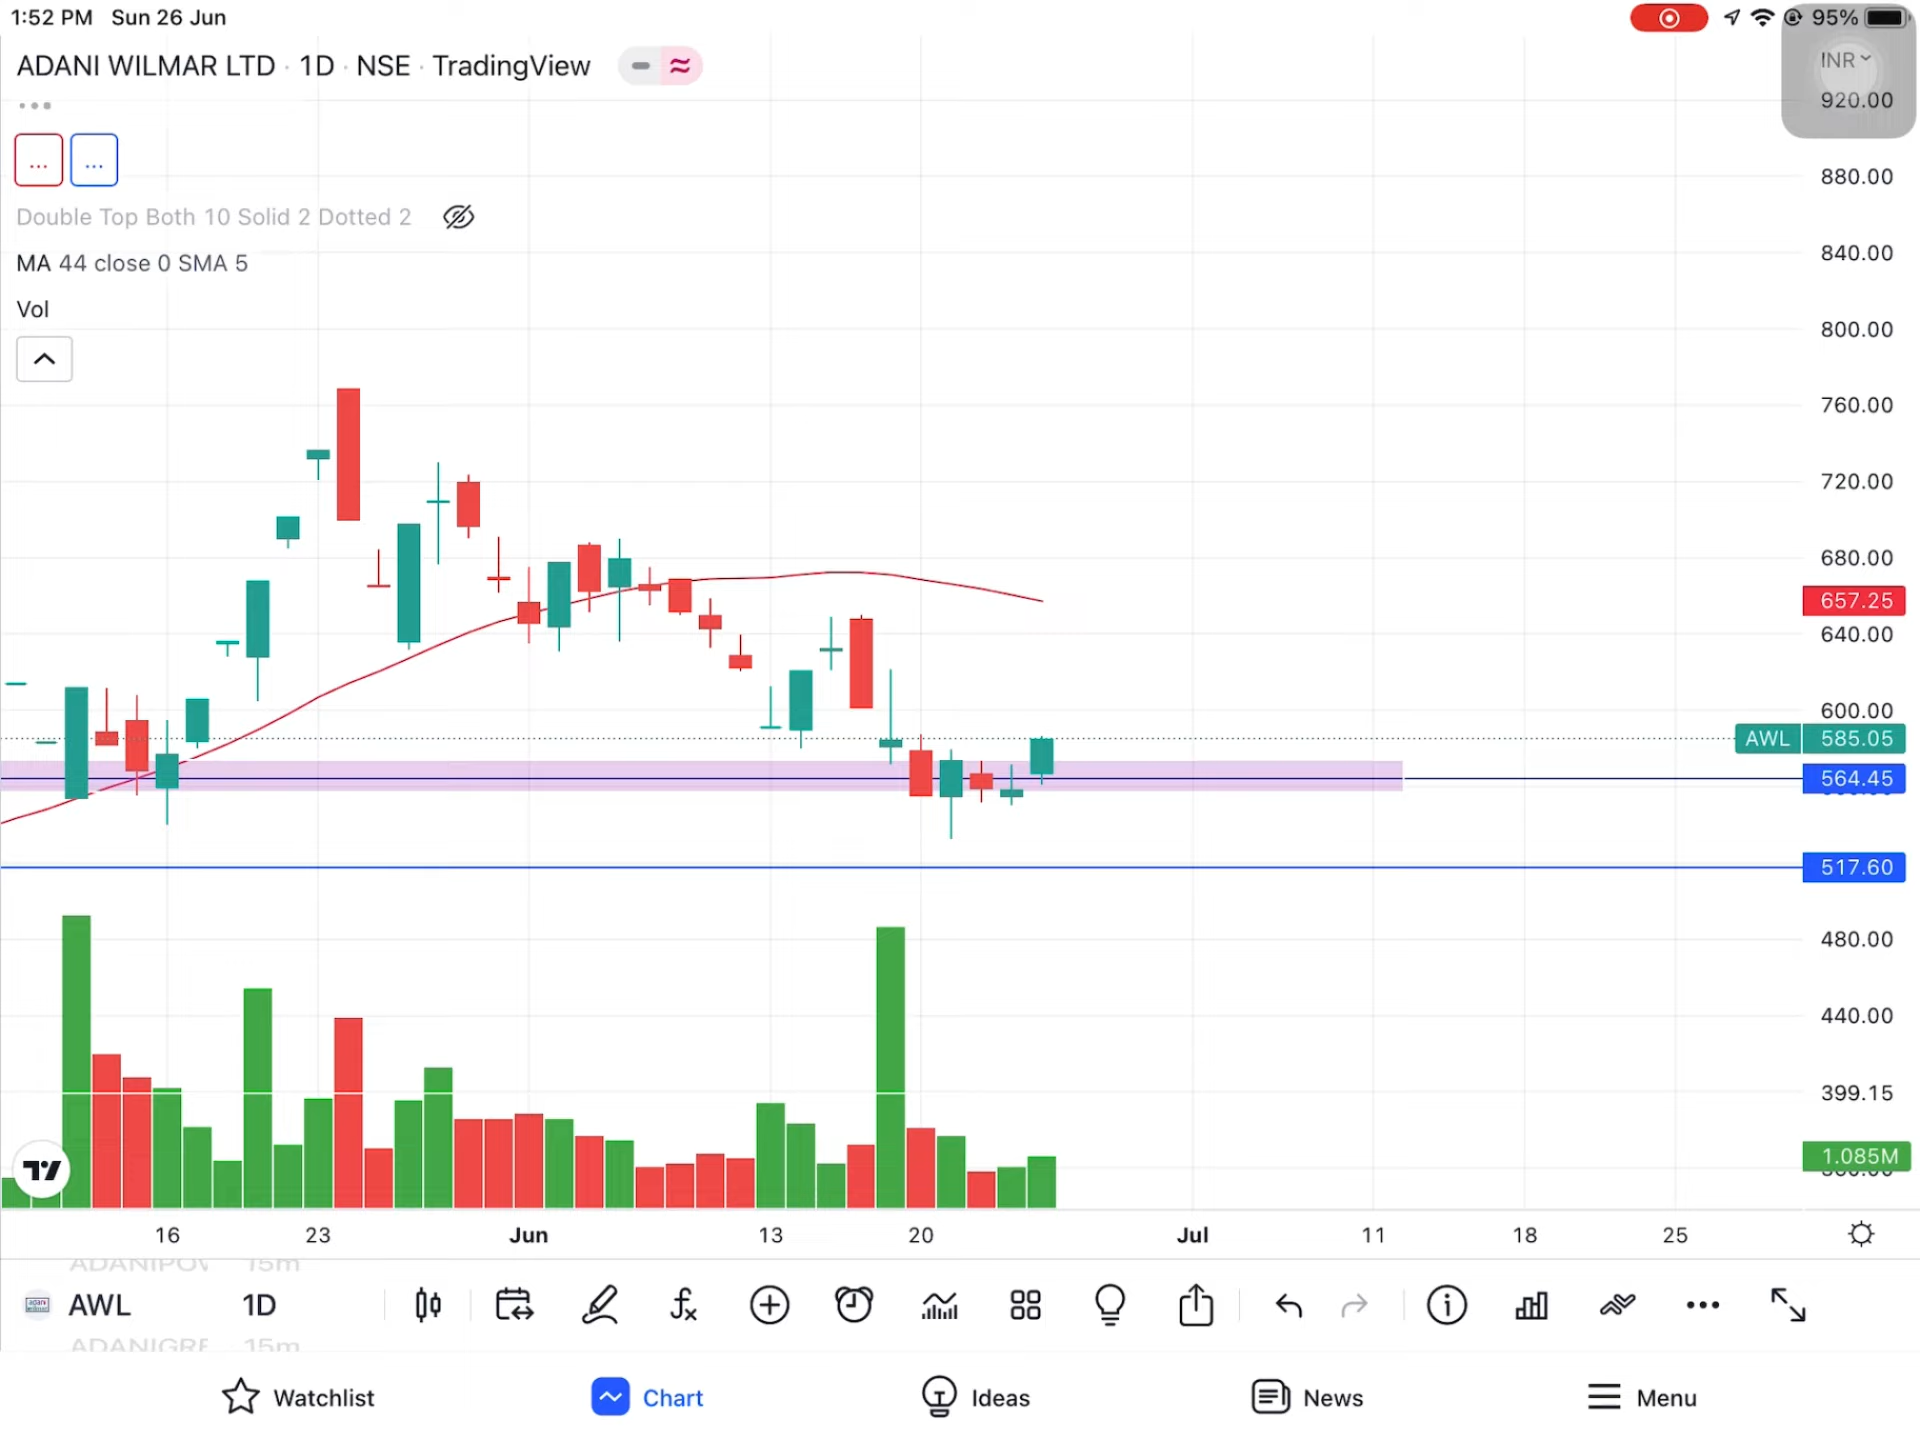 1:52 PM Sun 26 Jun
95%
ADANI WILMAR LTD · 1D · NSE · TradingView
INR
920.00
...
...
880.00
Double Top Both 10 Solid 2 Dotted 2
840.00
MA 44 close 0 SMA 5
Vol
800.00
760.00
720.00
680.00
657.25
640.00
600.00
AWL 585.05
564.45
517.60
480.00
440.00
399.15
1.085M
16 23 Jun 13 20 Jul 11 18 25
15m
AWL 1D
ADANIGRE 15m
Watchlist Chart Ideas News Menu